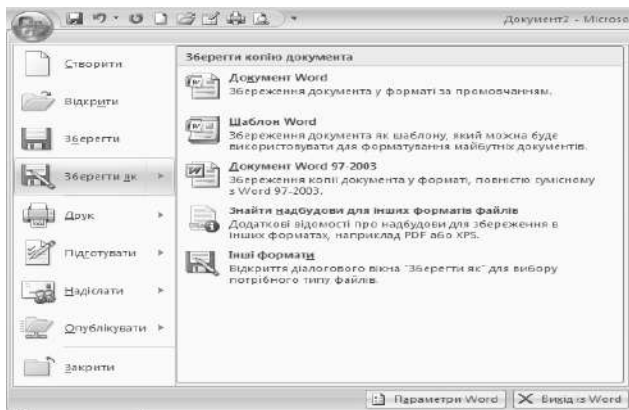 Документ2 - Microso
Створити
Відкрити
Зберегти
Зберегти як
Друк
Підготувати
Надіслати
Опублікувати
Закрити
Зберегти копію документа
Документ Word
Збереження документа у форматі за промовчанням.
Шаблон Word
Збереження документа як шаблону, який можна буде
використовувати для форматування майбутніх документів.
Документ Word 97-2003
Збереження копії документа у форматі, повністю сумісному
з Word 97-2003.
Знайти надбудови для інших форматів файлів
Додаткові відомості про надбудови для збереження в
інших форматах, наприклад PDF або XPS.
Інші формати
Відкриття діалогового вікна "Зберегти як" для вибору
потрібного типу файлів.
Параметри Word
Вихід із Word